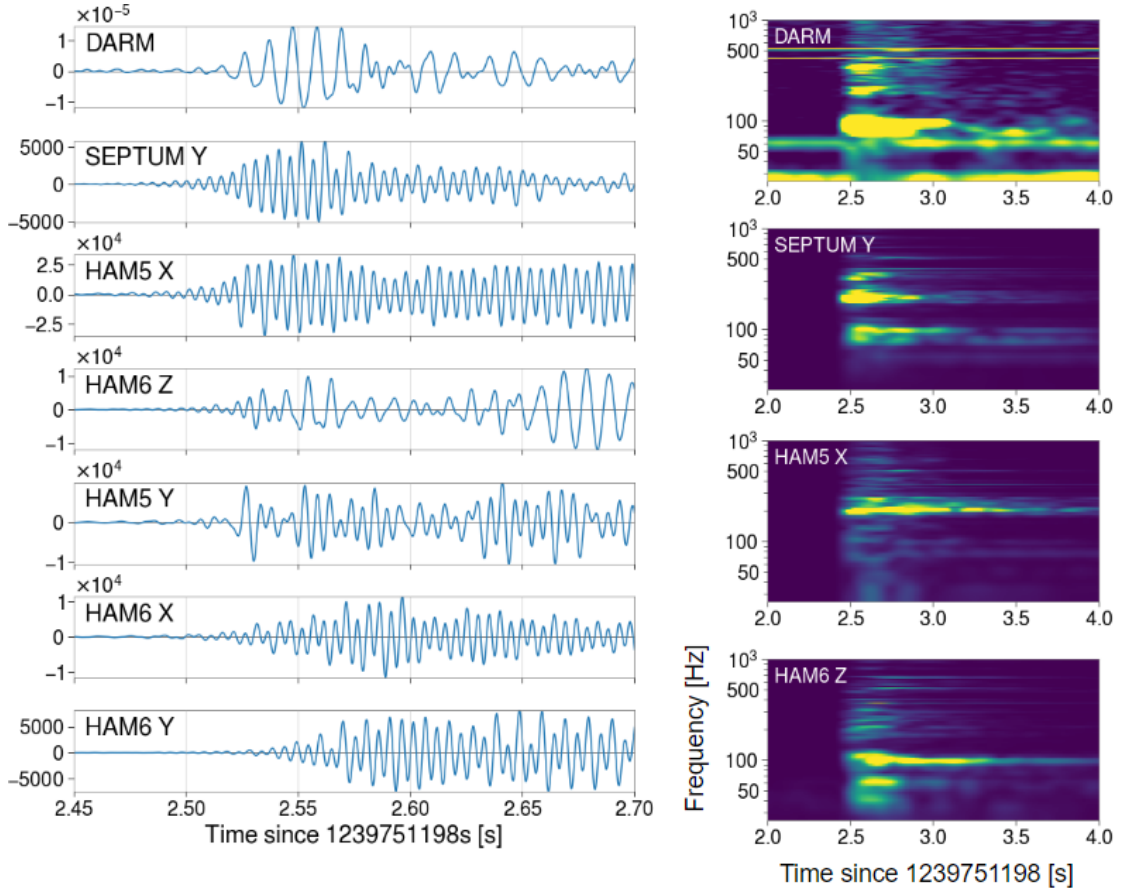 ×10⁻⁵
DARM
1
0
−1
SEPTUM Y
5000
0
−5000
×10⁴
HAM5 X
2.5
0.0
−2.5
×10⁴
HAM6 Z
1
0
−1
×10⁴
HAM5 Y
1
0
−1
×10⁴
HAM6 X
1
0
−1
HAM6 Y
5000
0
−5000
2.45 2.50 2.55 2.60 2.65 2.70
Time since 1239751198s [s]
DARM
10³
500
100
50
2.0 2.5 3.0 3.5 4.0
SEPTUM Y
10³
500
100
50
2.0 2.5 3.0 3.5 4.0
HAM5 X
10³
500
100
50
2.0 2.5 3.0 3.5 4.0
HAM6 Z
10³
500
100
50
2.0 2.5 3.0 3.5 4.0
Frequency [Hz]
Time since 1239751198 [s]